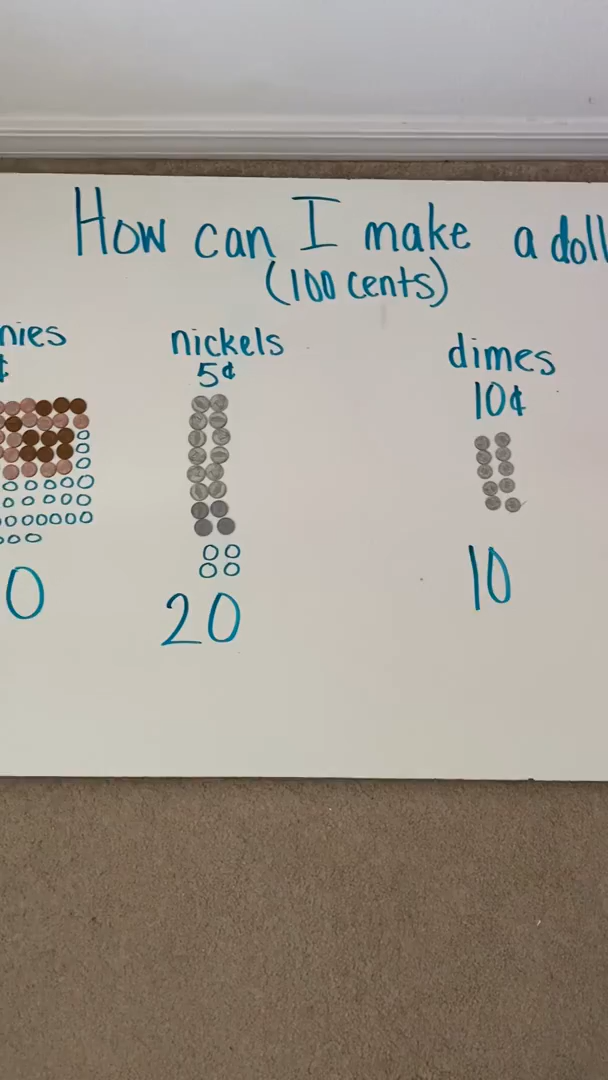 How can I make a doll
(100 cents)
nies
¢
nickels
5¢
dimes
10¢
0
20
10